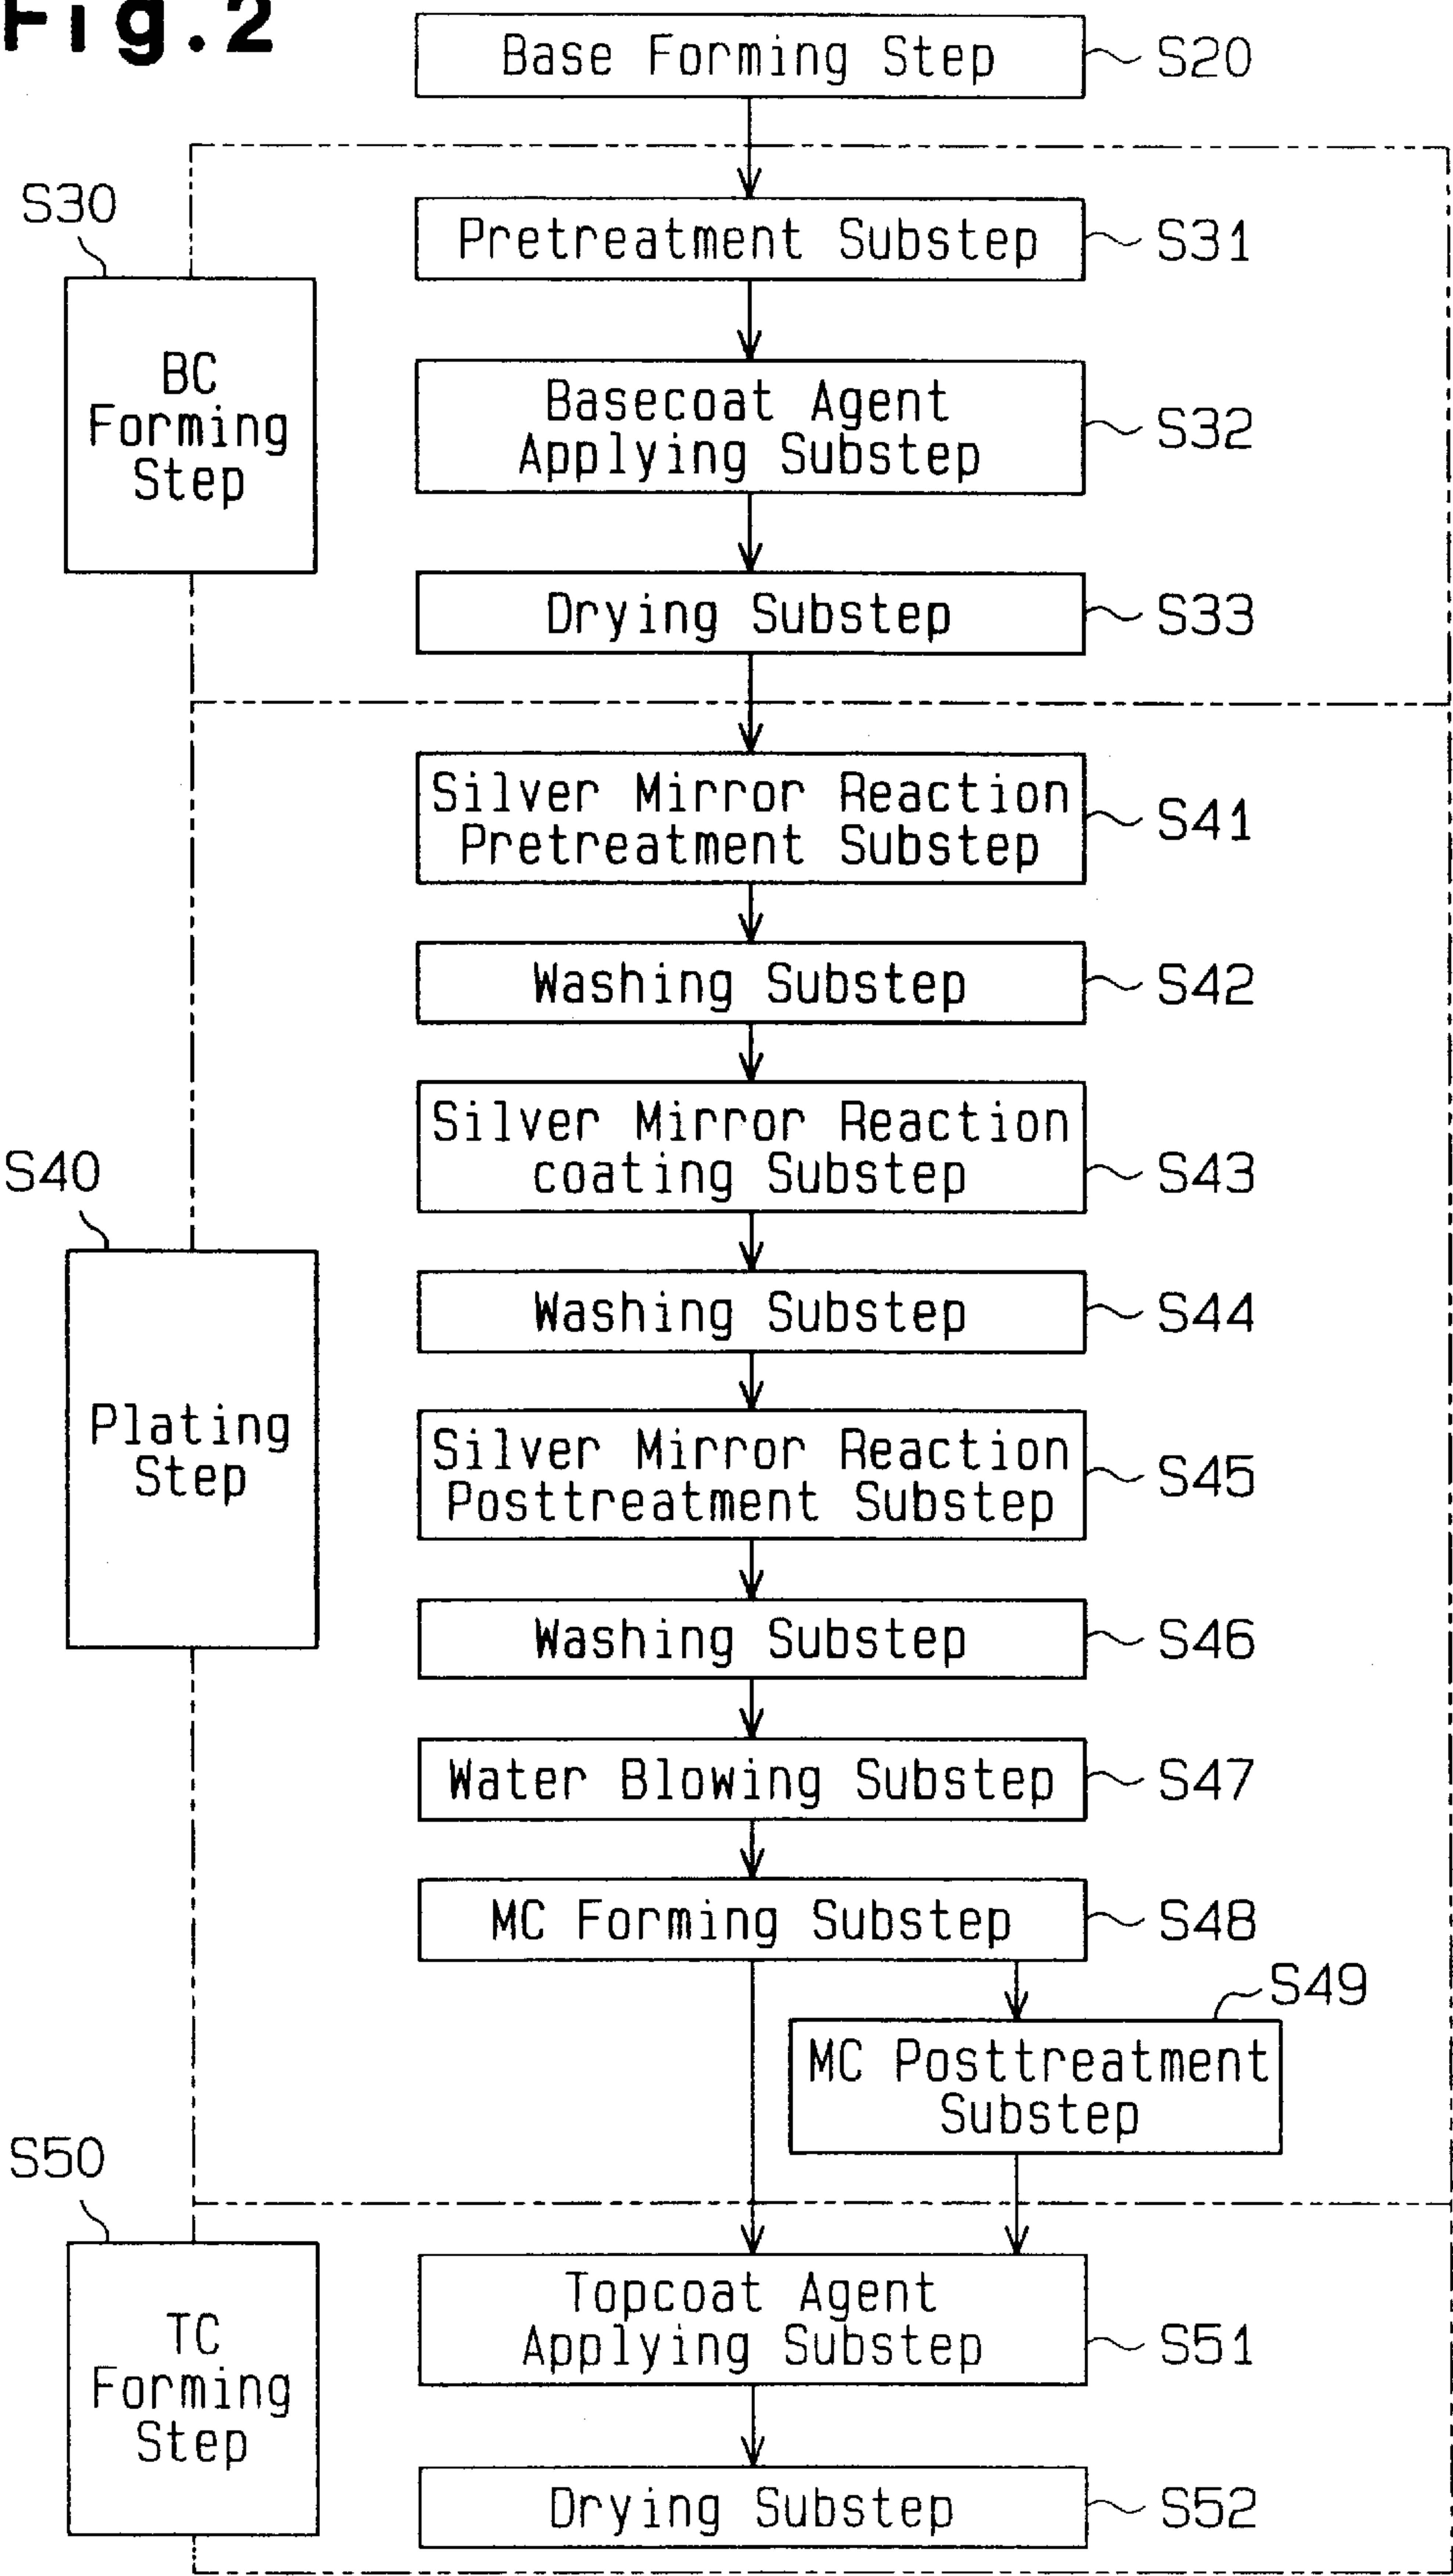 Fig.2
Base Forming Step
S20
S30
BC
Forming
Step
Pretreatment Substep
S31
Basecoat Agent
Applying Substep
S32
Drying Substep
S33
S40
Plating
Step
Silver Mirror Reaction
Pretreatment Substep
S41
Washing Substep
S42
Silver Mirror Reaction
coating Substep
S43
Washing Substep
S44
Silver Mirror Reaction
Posttreatment Substep
S45
Washing Substep
S46
Water Blowing Substep
S47
MC Forming Substep
S48
S49
MC Posttreatment
Substep
S50
TC
Forming
Step
Topcoat Agent
Applying Substep
S51
Drying Substep
S52